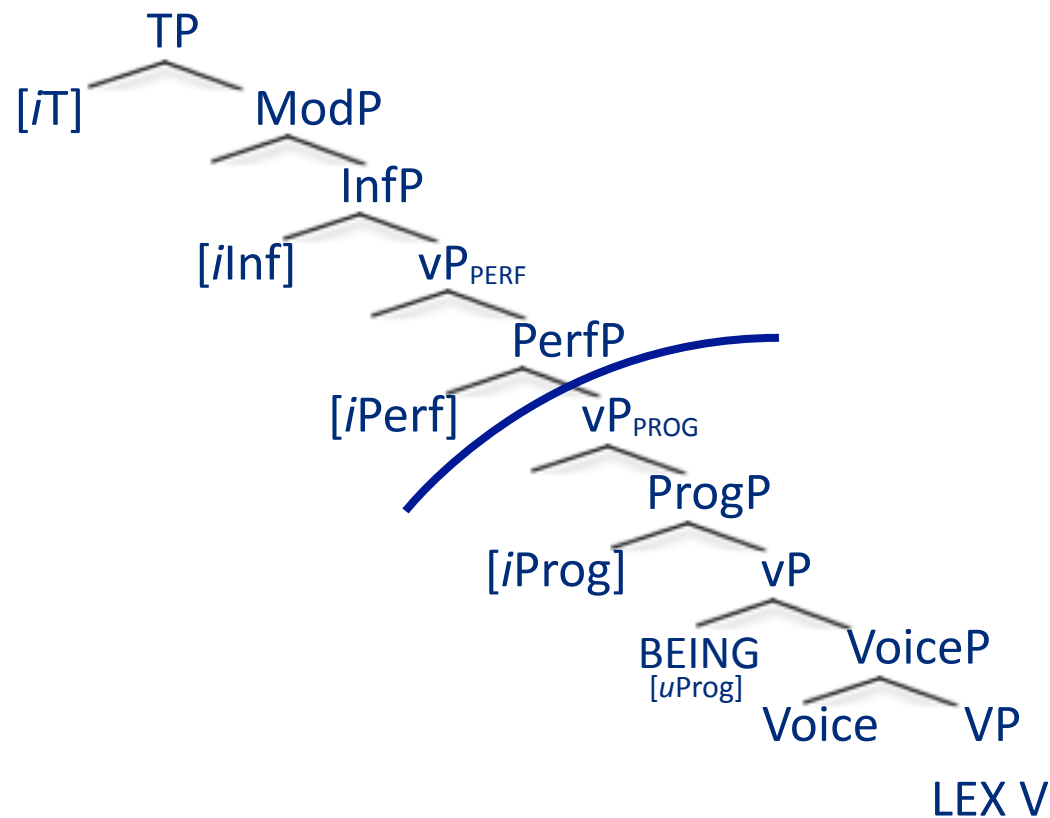 TP
[iT]
ModP
InfP
[iInf]
vPPERF
PerfP
[iPerf]
vPPROG
ProgP
[iProg]
vP
BEING
VoiceP
[uProg]
Voice
VP
LEX V